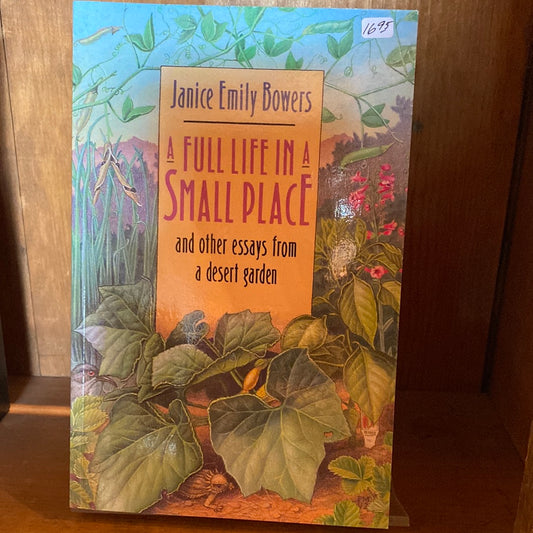 1695
Janice Emily Bowers
A FULL LIFE IN A
SMALL PLACE
and other essays from
a desert garden